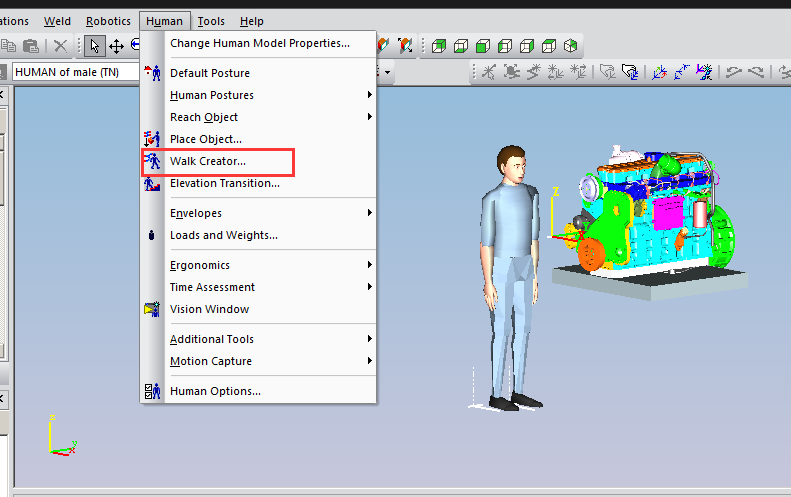 ations Weld Robotics Human Tools Help
HUMAN of male (TN)
Change Human Model Properties...
Default Posture
Human Postures
Reach Object
Place Object...
Walk Creator...
Elevation Transition...
Envelopes
Loads and Weights...
Ergonomics
Time Assessment
Vision Window
Additional Tools
Motion Capture
Human Options...
Z
X
Z
Y
X